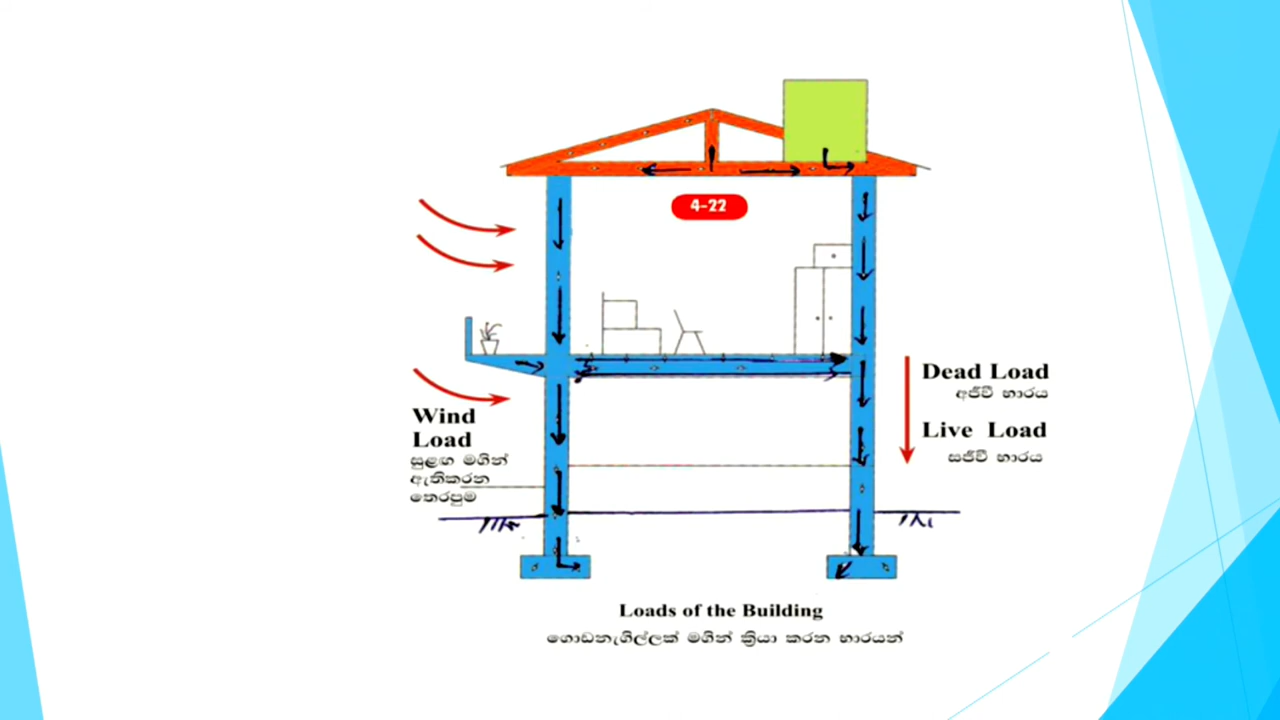 4-22
Wind
Load
සුළඟ මගින්
ඇතිකරන
තෙරපුම
Dead Load
අජීවී භාරය
Live Load
සජීවී භාරය
Loads of the Building
ගොඩනැගිල්ලක් මගින් ක්‍රියා කරන භාරයන්